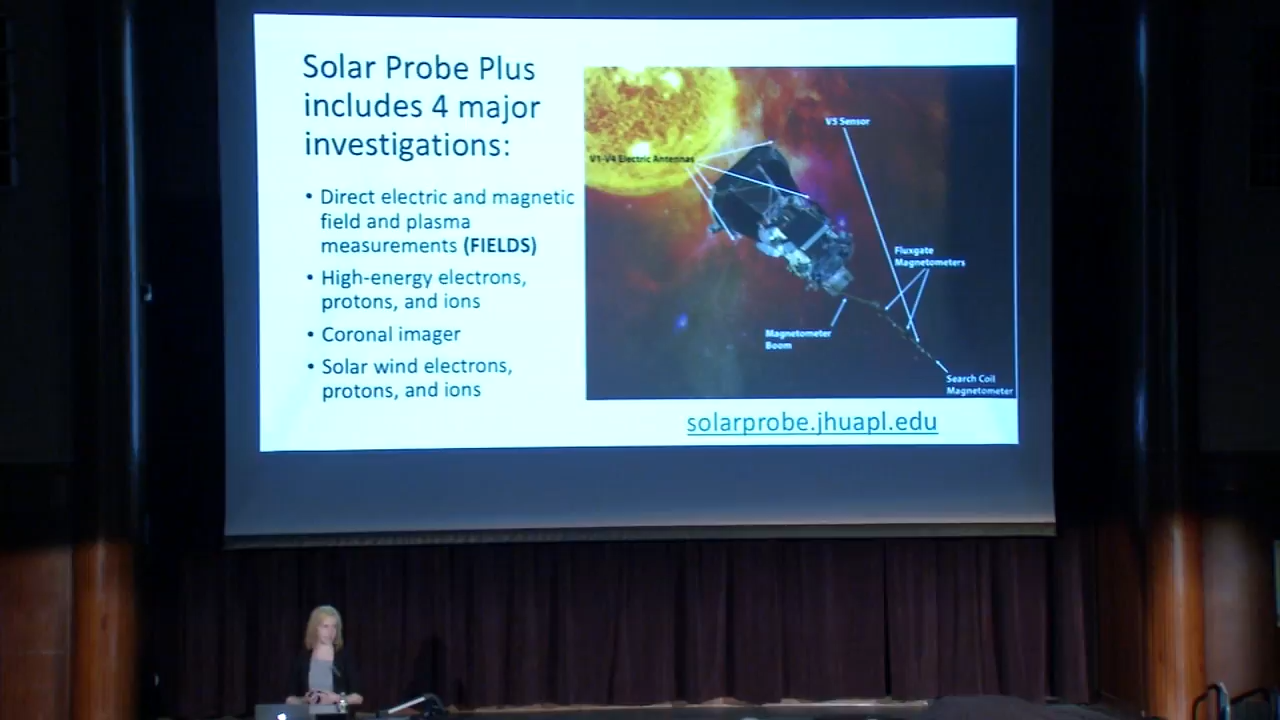 Solar Probe Plus
includes 4 major
investigations:
• Direct electric and magnetic
field and plasma
measurements (FIELDS)
• High-energy electrons,
protons, and ions
• Coronal imager
• Solar wind electrons,
protons, and ions
V1-V4 Electric Antennas
V5 Sensor
Fluxgate
Magnetometers
Magnetometer
Boom
Search Coil
Magnetometer
solarprobe.jhuapl.edu